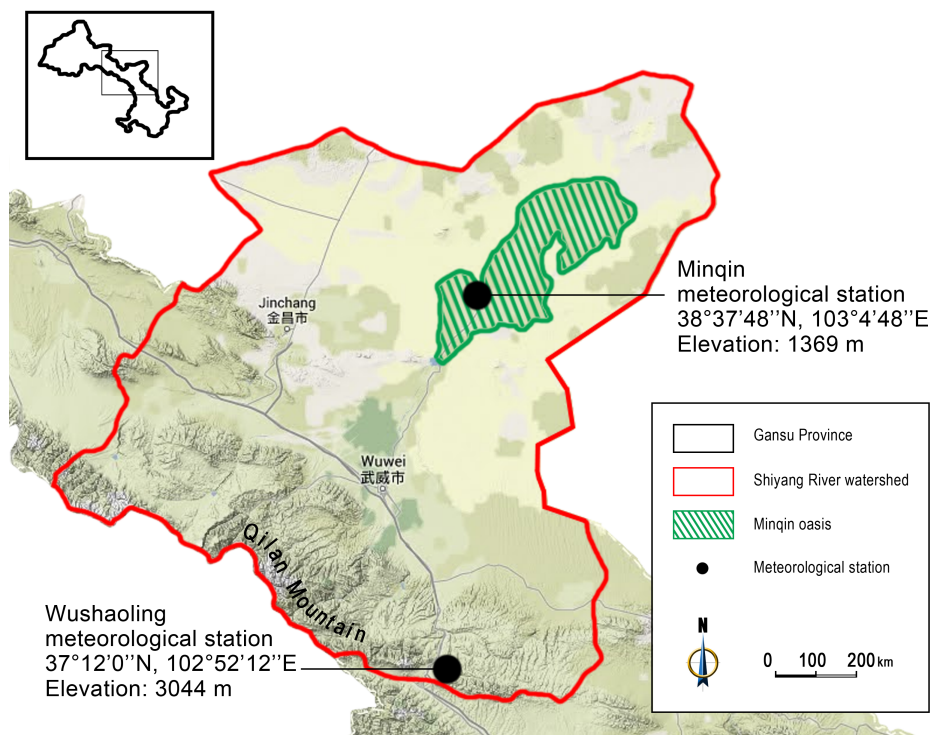 Minqin
meteorological station
38°37'48’’N, 103°4'48’’E
Elevation: 1369 m
Jinchang
金昌市
Wuwei
武威市
Qilan Mountain
Wushaoling
meteorological station
37°12'0’’N, 102°52'12’’E
Elevation: 3044 m
Gansu Province
Shiyang River watershed
Minqin oasis
Meteorological station
N
0 100 200 km